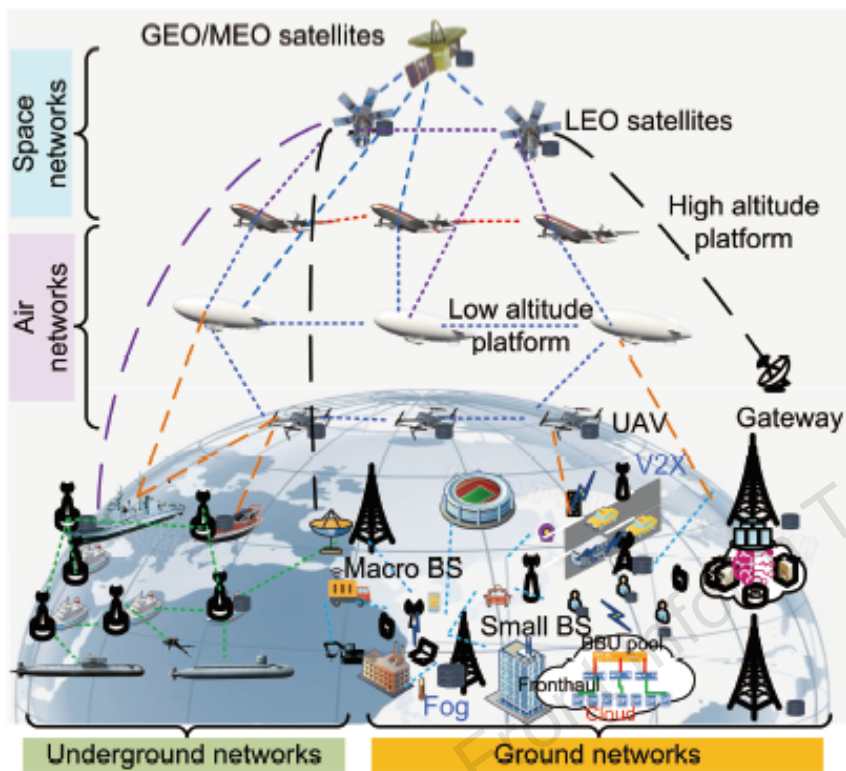 GEO/MEO satellites
Space
networks
LEO satellites
High altitude
platform
Air
networks
Low altitude
platform
UAV
Gateway
V2X
Macro BS
Small BS
BBU pool
Fronthaul
Fog
Cloud
Underground networks
Ground networks